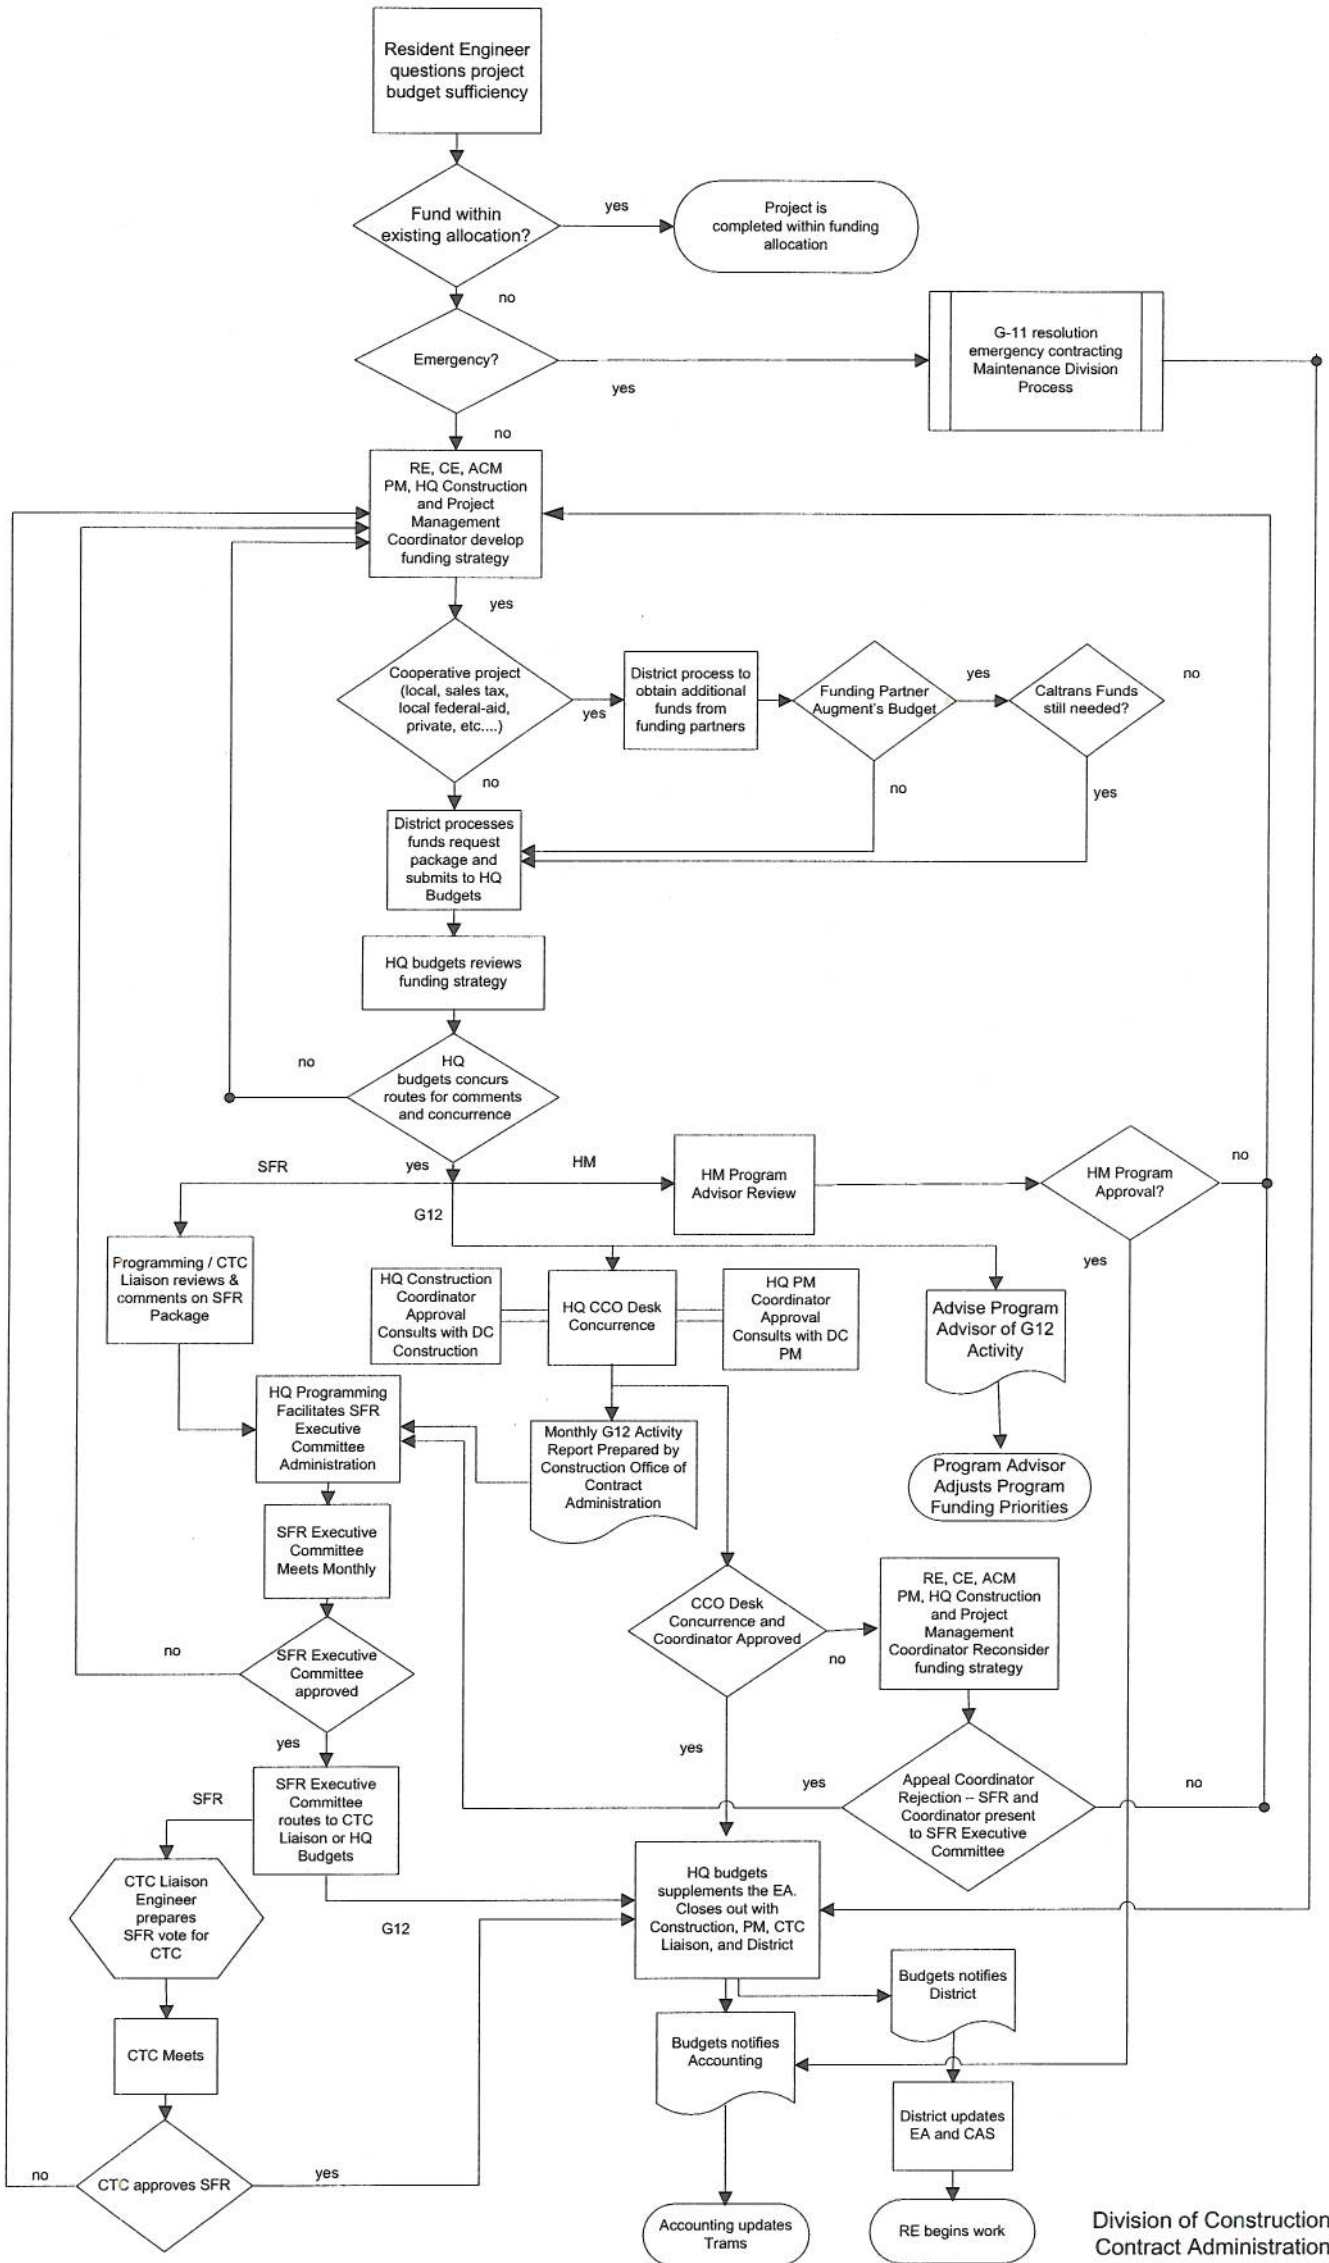 Resident Engineer
questions project
budget sufficiency
Fund within
existing allocation?
yes
Project is
completed within funding
allocation
no
Emergency?
yes
G-11 resolution
emergency contracting
Maintenance Division
Process
no
RE, CE, ACM
PM, HQ Construction
and Project
Management
Coordinator develop
funding strategy
yes
Cooperative project
(local, sales tax,
local federal-aid,
private, etc....)
yes
District process to
obtain additional
funds from
funding partners
Funding Partner
Augment's Budget
yes
Caltrans Funds
still needed?
no
no
no
yes
District processes
funds request
package and
submits to HQ
Budgets
HQ budgets reviews
funding strategy
no
HQ
budgets concurs
routes for comments
and concurrence
SFR
yes
HM
HM Program
Advisor Review
HM Program
Approval?
no
G12
yes
Programming / CTC
Liaison reviews &
comments on SFR
Package
HQ Construction
Coordinator
Approval
Consults with DC
Construction
HQ CCO Desk
Concurrence
HQ PM
Coordinator
Approval
Consults with DC
PM
Advise Program
Advisor of G12
Activity
HQ Programming
Facilitates SFR
Executive
Committee
Administration
Monthly G12 Activity
Report Prepared by
Construction Office of
Contract
Administration
Program Advisor
Adjusts Program
Funding Priorities
SFR Executive
Committee
Meets Monthly
CCO Desk
Concurrence and
Coordinator Approved
no
RE, CE, ACM
PM, HQ Construction
and Project
Management
Coordinator Reconsider
funding strategy
no
SFR Executive
Committee
approved
yes
yes
yes
Appeal Coordinator
Rejection – SFR and
Coordinator present
to SFR Executive
Committee
no
SFR
SFR Executive
Committee
routes to CTC
Liaison or HQ
Budgets
CTC Liaison
Engineer
prepares
SFR vote for
CTC
G12
HQ budgets
supplements the EA.
Closes out with
Construction, PM, CTC
Liaison, and District
Budgets notifies
District
CTC Meets
Budgets notifies
Accounting
District updates
EA and CAS
no
CTC approves SFR
yes
Accounting updates
Trams
RE begins work
Division of Construction
Contract Administration